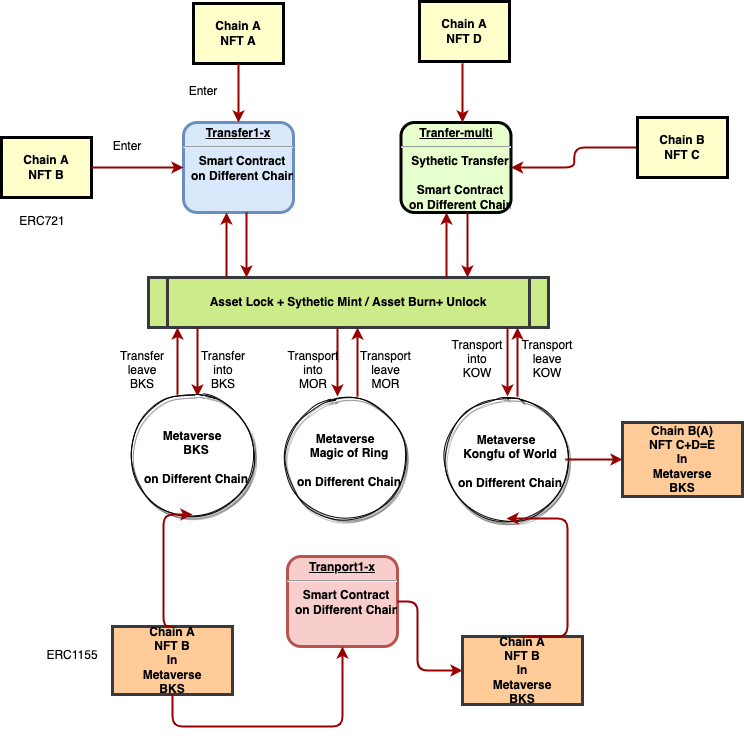 Chain A
NFT A
Chain A
NFT D
Enter
Chain A
NFT B
Enter
ERC721
Transfer1-x
Smart Contract
on Different Chain
Tranfer-multi
Sythetic Transfer
Smart Contract
on Different Chain
Chain B
NFT C
Asset Lock + Sythetic Mint / Asset Burn+ Unlock
Transfer
leave
BKS
Transfer
into
BKS
Transport
into
MOR
Transport
leave
MOR
Transport
into
KOW
Transport
leave
KOW
Metaverse
BKS
on Different Chain
Metaverse
Magic of Ring
on Different Chain
Metaverse
Kongfu of World
on Different Chain
Chain B(A)
NFT C+D=E
In
Metaverse
BKS
Tranport1-x
Smart Contract
on Different Chain
ERC1155
Chain A
NFT B
In
Metaverse
BKS
Chain A
NFT B
In
Metaverse
BKS